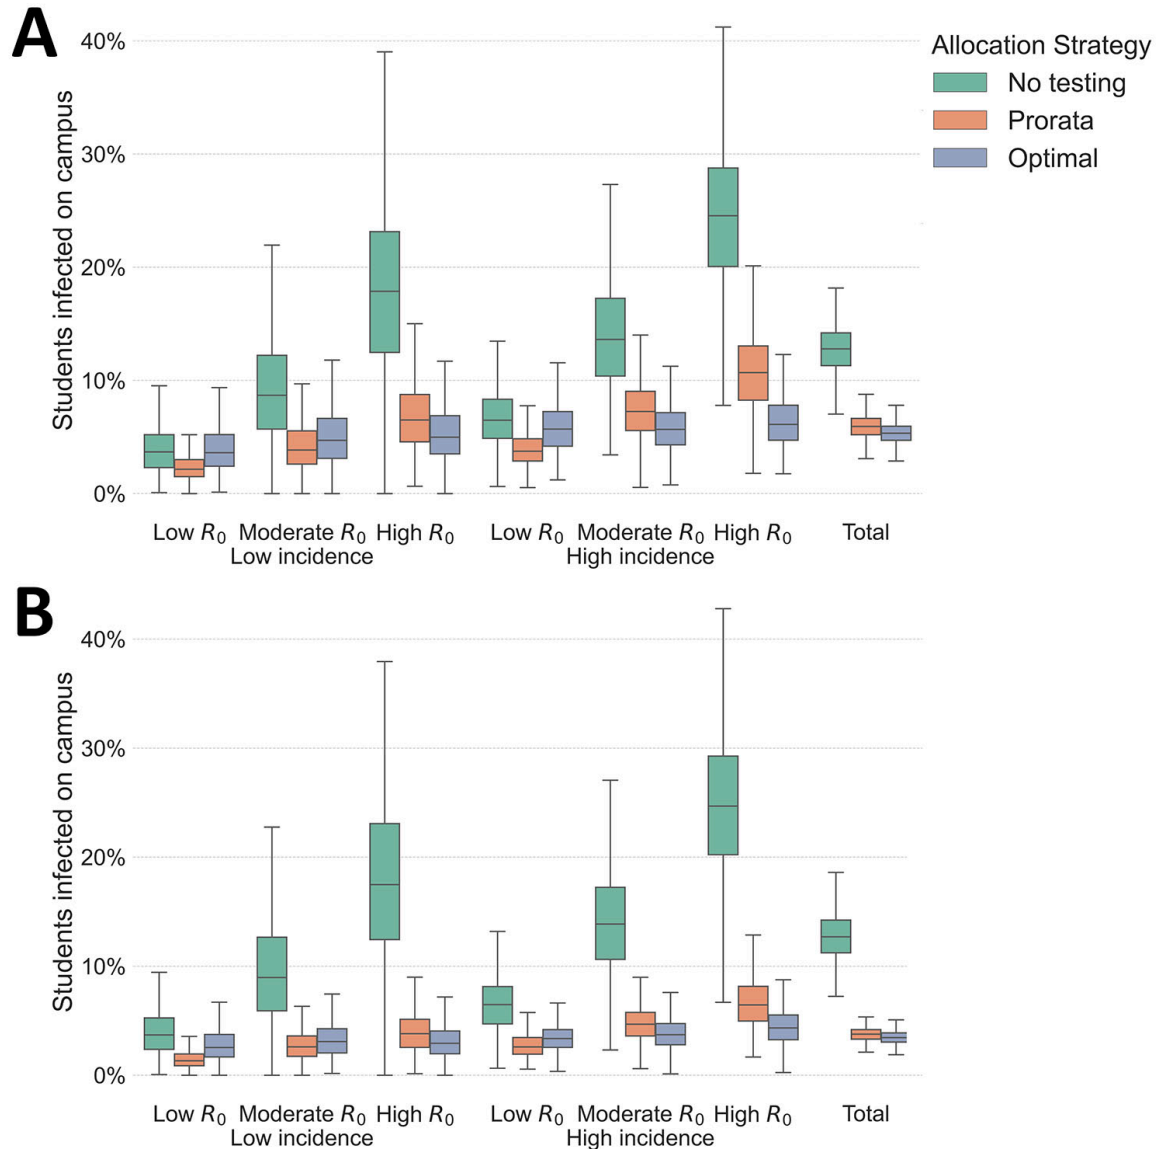 A
Students infected on campus
40%
30%
20%
10%
0%
Low R0 Moderate R0 High R0 Low R0 Moderate R0 High R0 Total
Low incidence High incidence
Allocation Strategy
No testing
Prorata
Optimal
B
Students infected on campus
40%
30%
20%
10%
0%
Low R0 Moderate R0 High R0 Low R0 Moderate R0 High R0 Total
Low incidence High incidence